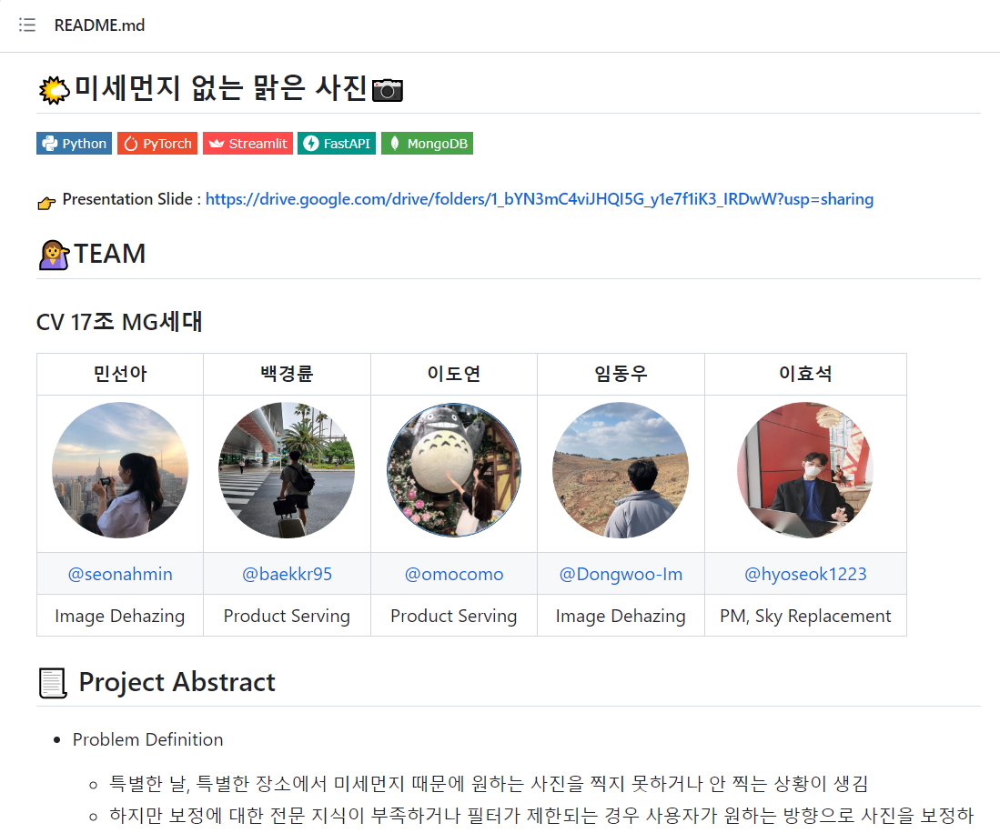 README.md
미세먼지 없는 맑은 사진
Python PyTorch Streamlit FastAPI MongoDB
Presentation Slide : https://drive.google.com/drive/folders/1_bYN3mC4viJHQI5G_y1e7f1iK3_IRDwW?usp=sharing
TEAM
CV 17조 MG세대
민선아 백경륜 이도연 임동우 이효석
@seonahmin @baekkr95 @omocomo @Dongwoo-Im @hyoseok1223
Image Dehazing Product Serving Product Serving Image Dehazing PM, Sky Replacement
Project Abstract
Problem Definition
특별한 날, 특별한 장소에서 미세먼지 때문에 원하는 사진을 찍지 못하거나 안 찍는 상황이 생김
하지만 보정에 대한 전문 지식이 부족하거나 필터가 제한되는 경우 사용자가 원하는 방향으로 사진을 보정하